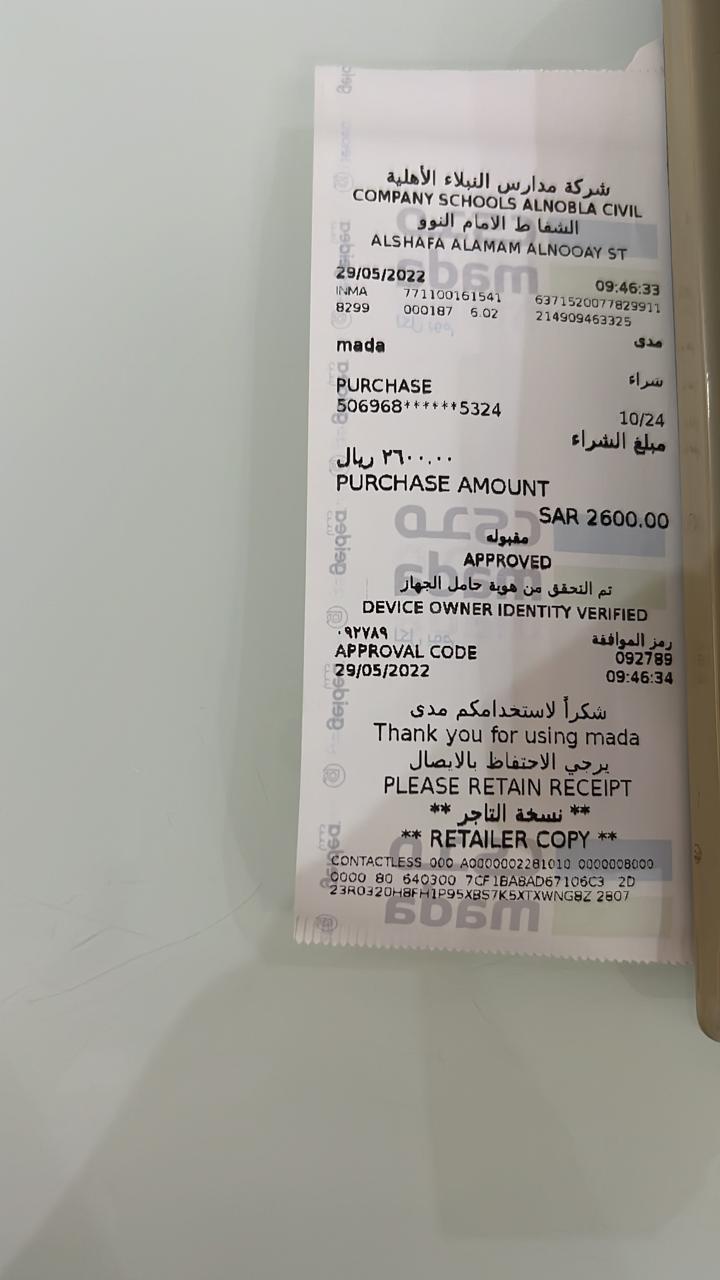 شركة مدارس النبلاء الأهلية
COMPANY SCHOOLS ALNOBLA CIVIL
الشفا ط الامام النوو
ALSHAFA ALAMAM ALNOOAY ST
29/05/2022 09:46:33
INMA 771100161541 6371520077829911
8299 000187 6.02 214909463325
mada مدى
PURCHASE شراء
506968******5324 10/24
مبلغ الشراء
٢٦٠٠.٠٠ ريال
PURCHASE AMOUNT
SAR 2600.00
مقبوله
APPROVED
تم التحقق من هوية حامل الجهاز
DEVICE OWNER IDENTITY VERIFIED
٠٩٢٧٨٩ رمز الموافقة
APPROVAL CODE 092789
29/05/2022 09:46:34
شكراً لاستخدامكم مدى
Thank you for using mada
يرجي الاحتفاظ بالايصال
PLEASE RETAIN RECEIPT
** نسخة التاجر **
** RETAILER COPY **
CONTACTLESS 000 A0000002281010 0000008000
0000 80 640300 7CF1BABAD67106C3 2D
23R0320H8FH1P95XBS7K5XTXWNG8Z 2807